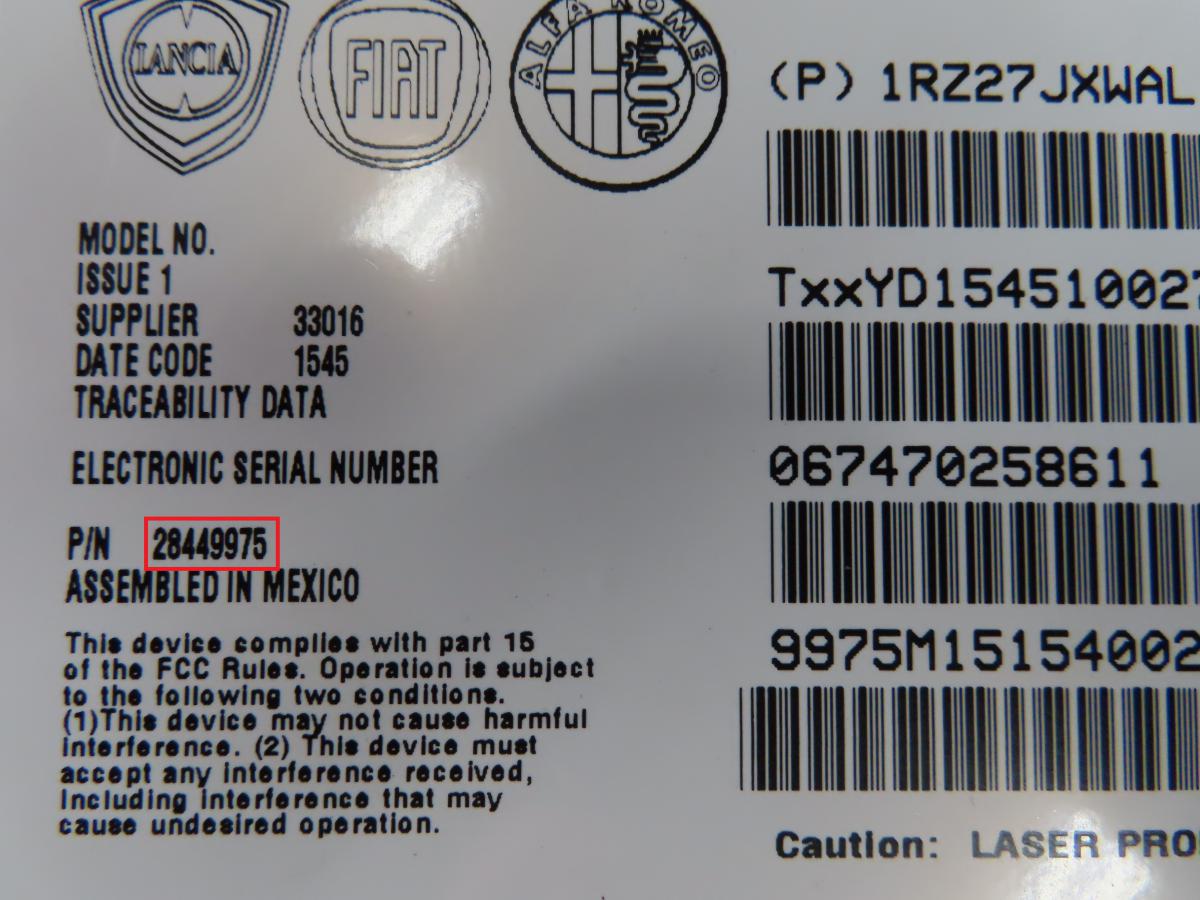 LANCIA
FIAT
ALFA ROMEO
MODEL NO.
ISSUE 1
SUPPLIER 33016
DATE CODE 1545
TRACEABILITY DATA
ELECTRONIC SERIAL NUMBER
P/N 28449975
ASSEMBLED IN MEXICO
This device complies with part 15
of the FCC Rules. Operation is subject
to the following two conditions.
(1)This device may not cause harmful
interference. (2) This device must
accept any interference received,
Including interference that may
cause undesired operation.
(P) 1RZ27JXWAL
TxxYD154510027
067470258611
9975M15154002
Caution: LASER PRO